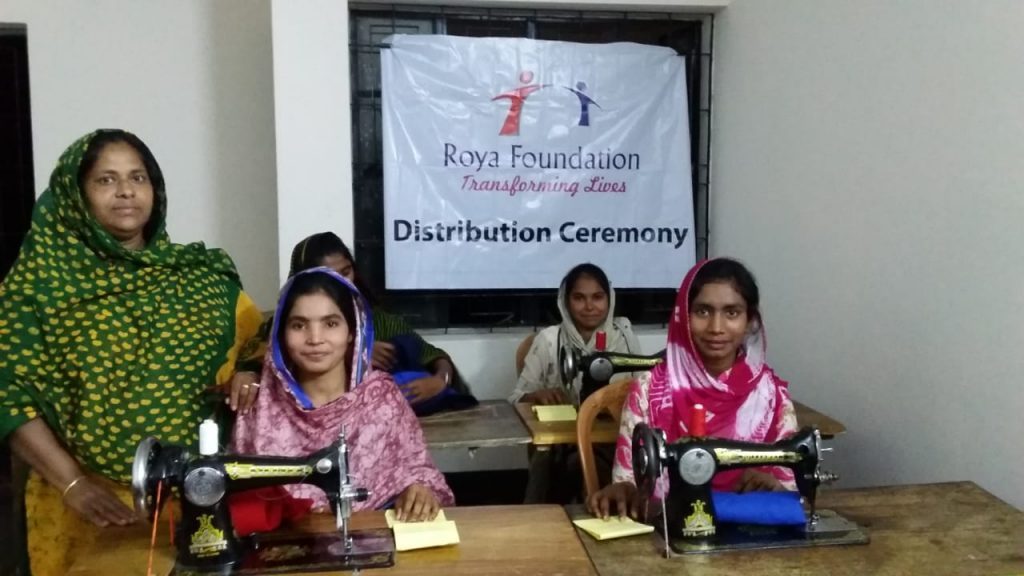 Roya Foundation
Transforming Lives
Distribution Ceremony